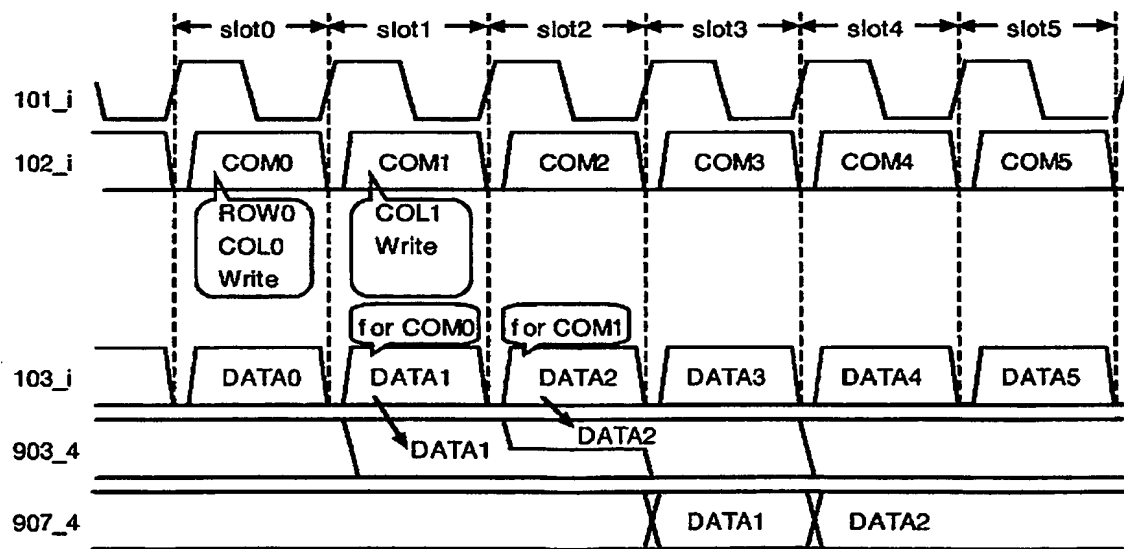 slot0 slot1 slot2 slot3 slot4 slot5
101_i
102_i COM0 COM1 COM2 COM3 COM4 COM5
ROW0 COL1
COL0 Write
Write
for COM0 for COM1
103_i DATA0 DATA1 DATA2 DATA3 DATA4 DATA5
903_4 DATA1 DATA2
907_4 DATA1 DATA2